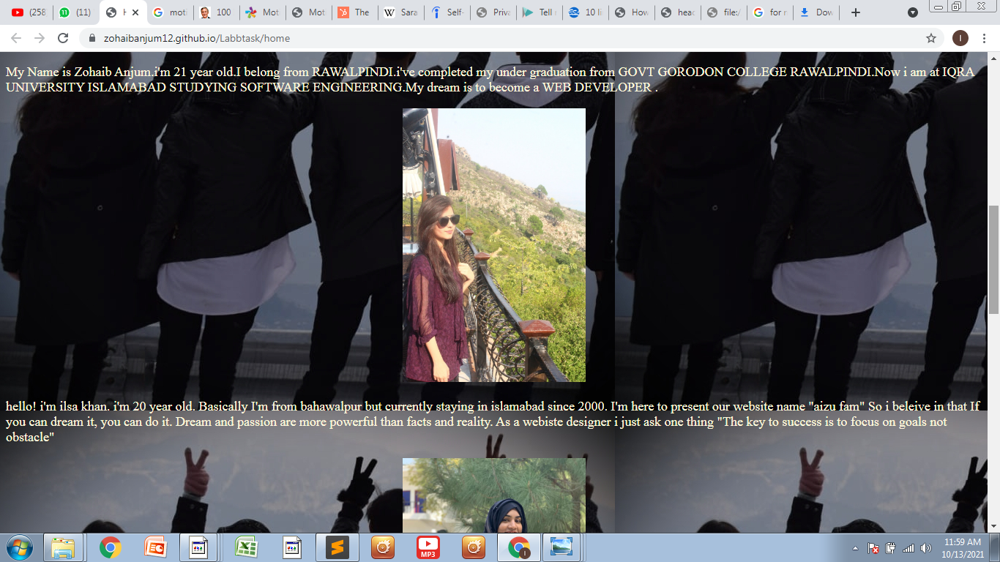 (258
(11)
H
moti
100
Mot
Mot
The
W
Sara
Self-
Priva
Tell r
10 li
How
head
file:/
for r
Dow
zohaibanjum12.github.io/Labbtask/home
I
My Name is Zohaib Anjum.i'm 21 year old.I belong from RAWALPINDI.i've completed my under graduation from GOVT GORODON COLLEGE RAWALPINDI.Now i am at IQRA
UNIVERSITY ISLAMABAD STUDYING SOFTWARE ENGINEERING.My dream is to become a WEB DEVELOPER .
hello! i'm ilsa khan. i'm 20 year old. Basically I'm from bahawalpur but currently staying in islamabad since 2000. I'm here to present our website name "aizu fam" So i beleive in that If
you can dream it, you can do it. Dream and passion are more powerful than facts and reality. As a webiste designer i just ask one thing "The key to success is to focus on goals not
obstacle"
MP3
11:59 AM
10/13/2021